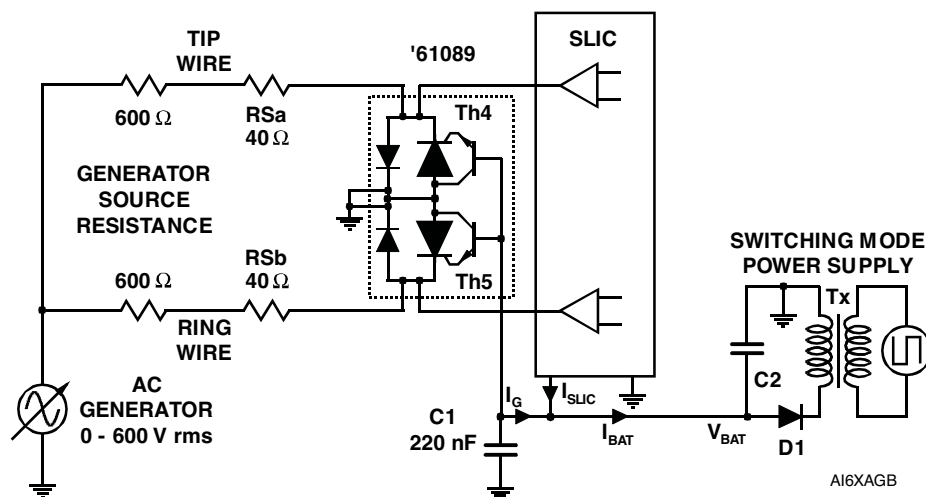 TIP
WIRE
'61089
SLIC
600 Ω
RSa
40 Ω
Th4
GENERATOR
SOURCE
RESISTANCE
RSb
600 Ω
40 Ω
Th5
RING
WIRE
SWITCHING MODE
POWER SUPPLY
Tx
C2
AC
GENERATOR
0 - 600 V rms
C1
220 nF
IG
ISLIC
IBAT
VBAT
D1
AI6XAGB